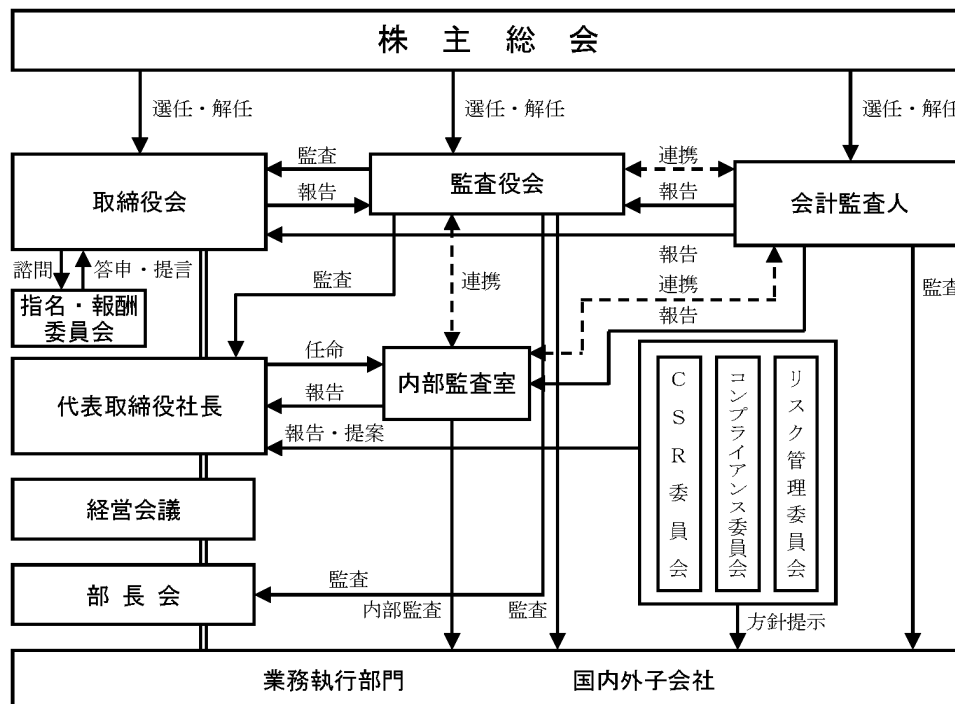 株主総会
選任・解任
選任・解任
選任・解任
取締役会
監査
報告
監査役会
連携
報告
会計監査人
諮問
答申・提言
指名・報酬
委員会
監査
連携
報告
連携
報告
監査
代表取締役社長
任命
報告
内部監査室
報告・提案
CSR委員会
コンプライアンス委員会
リスク管理委員会
経営会議
部長会
監査
内部監査
監査
方針提示
業務執行部門
国内外子会社